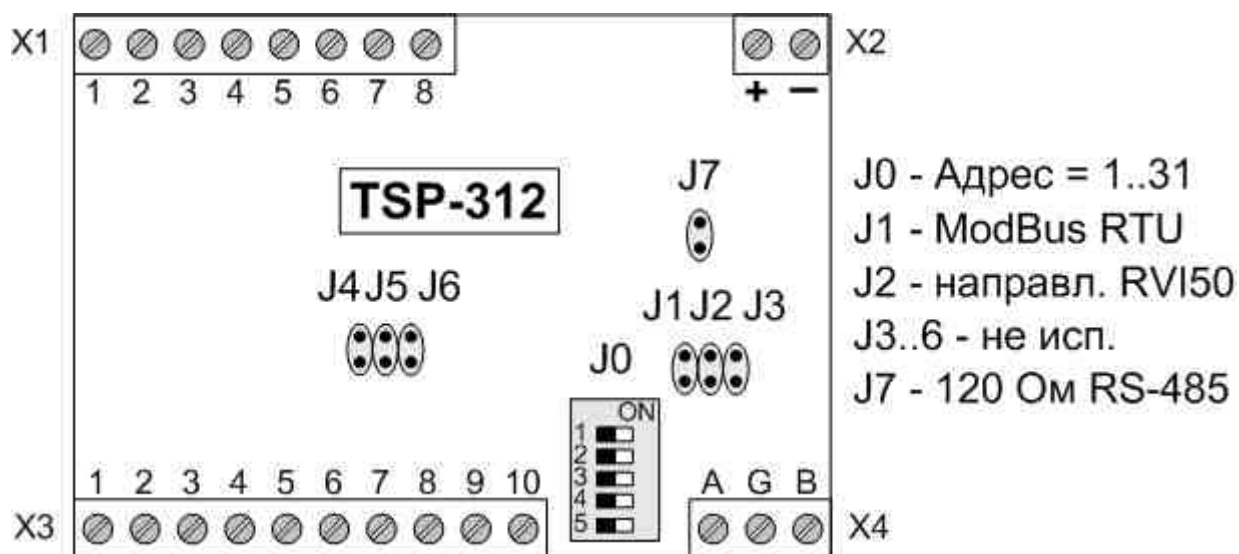 X1
X2
1 2 3 4 5 6 7 8
+ −
TSP-312
J7
J0 - Адрес = 1..31
J1 - ModBus RTU
J2 - направл. RVI50
J3..6 - не исп.
J7 - 120 Ом RS-485
J4 J5 J6
J1 J2 J3
J0
ON
1
2
3
4
5
1 2 3 4 5 6 7 8 9 10
A G B
X3
X4